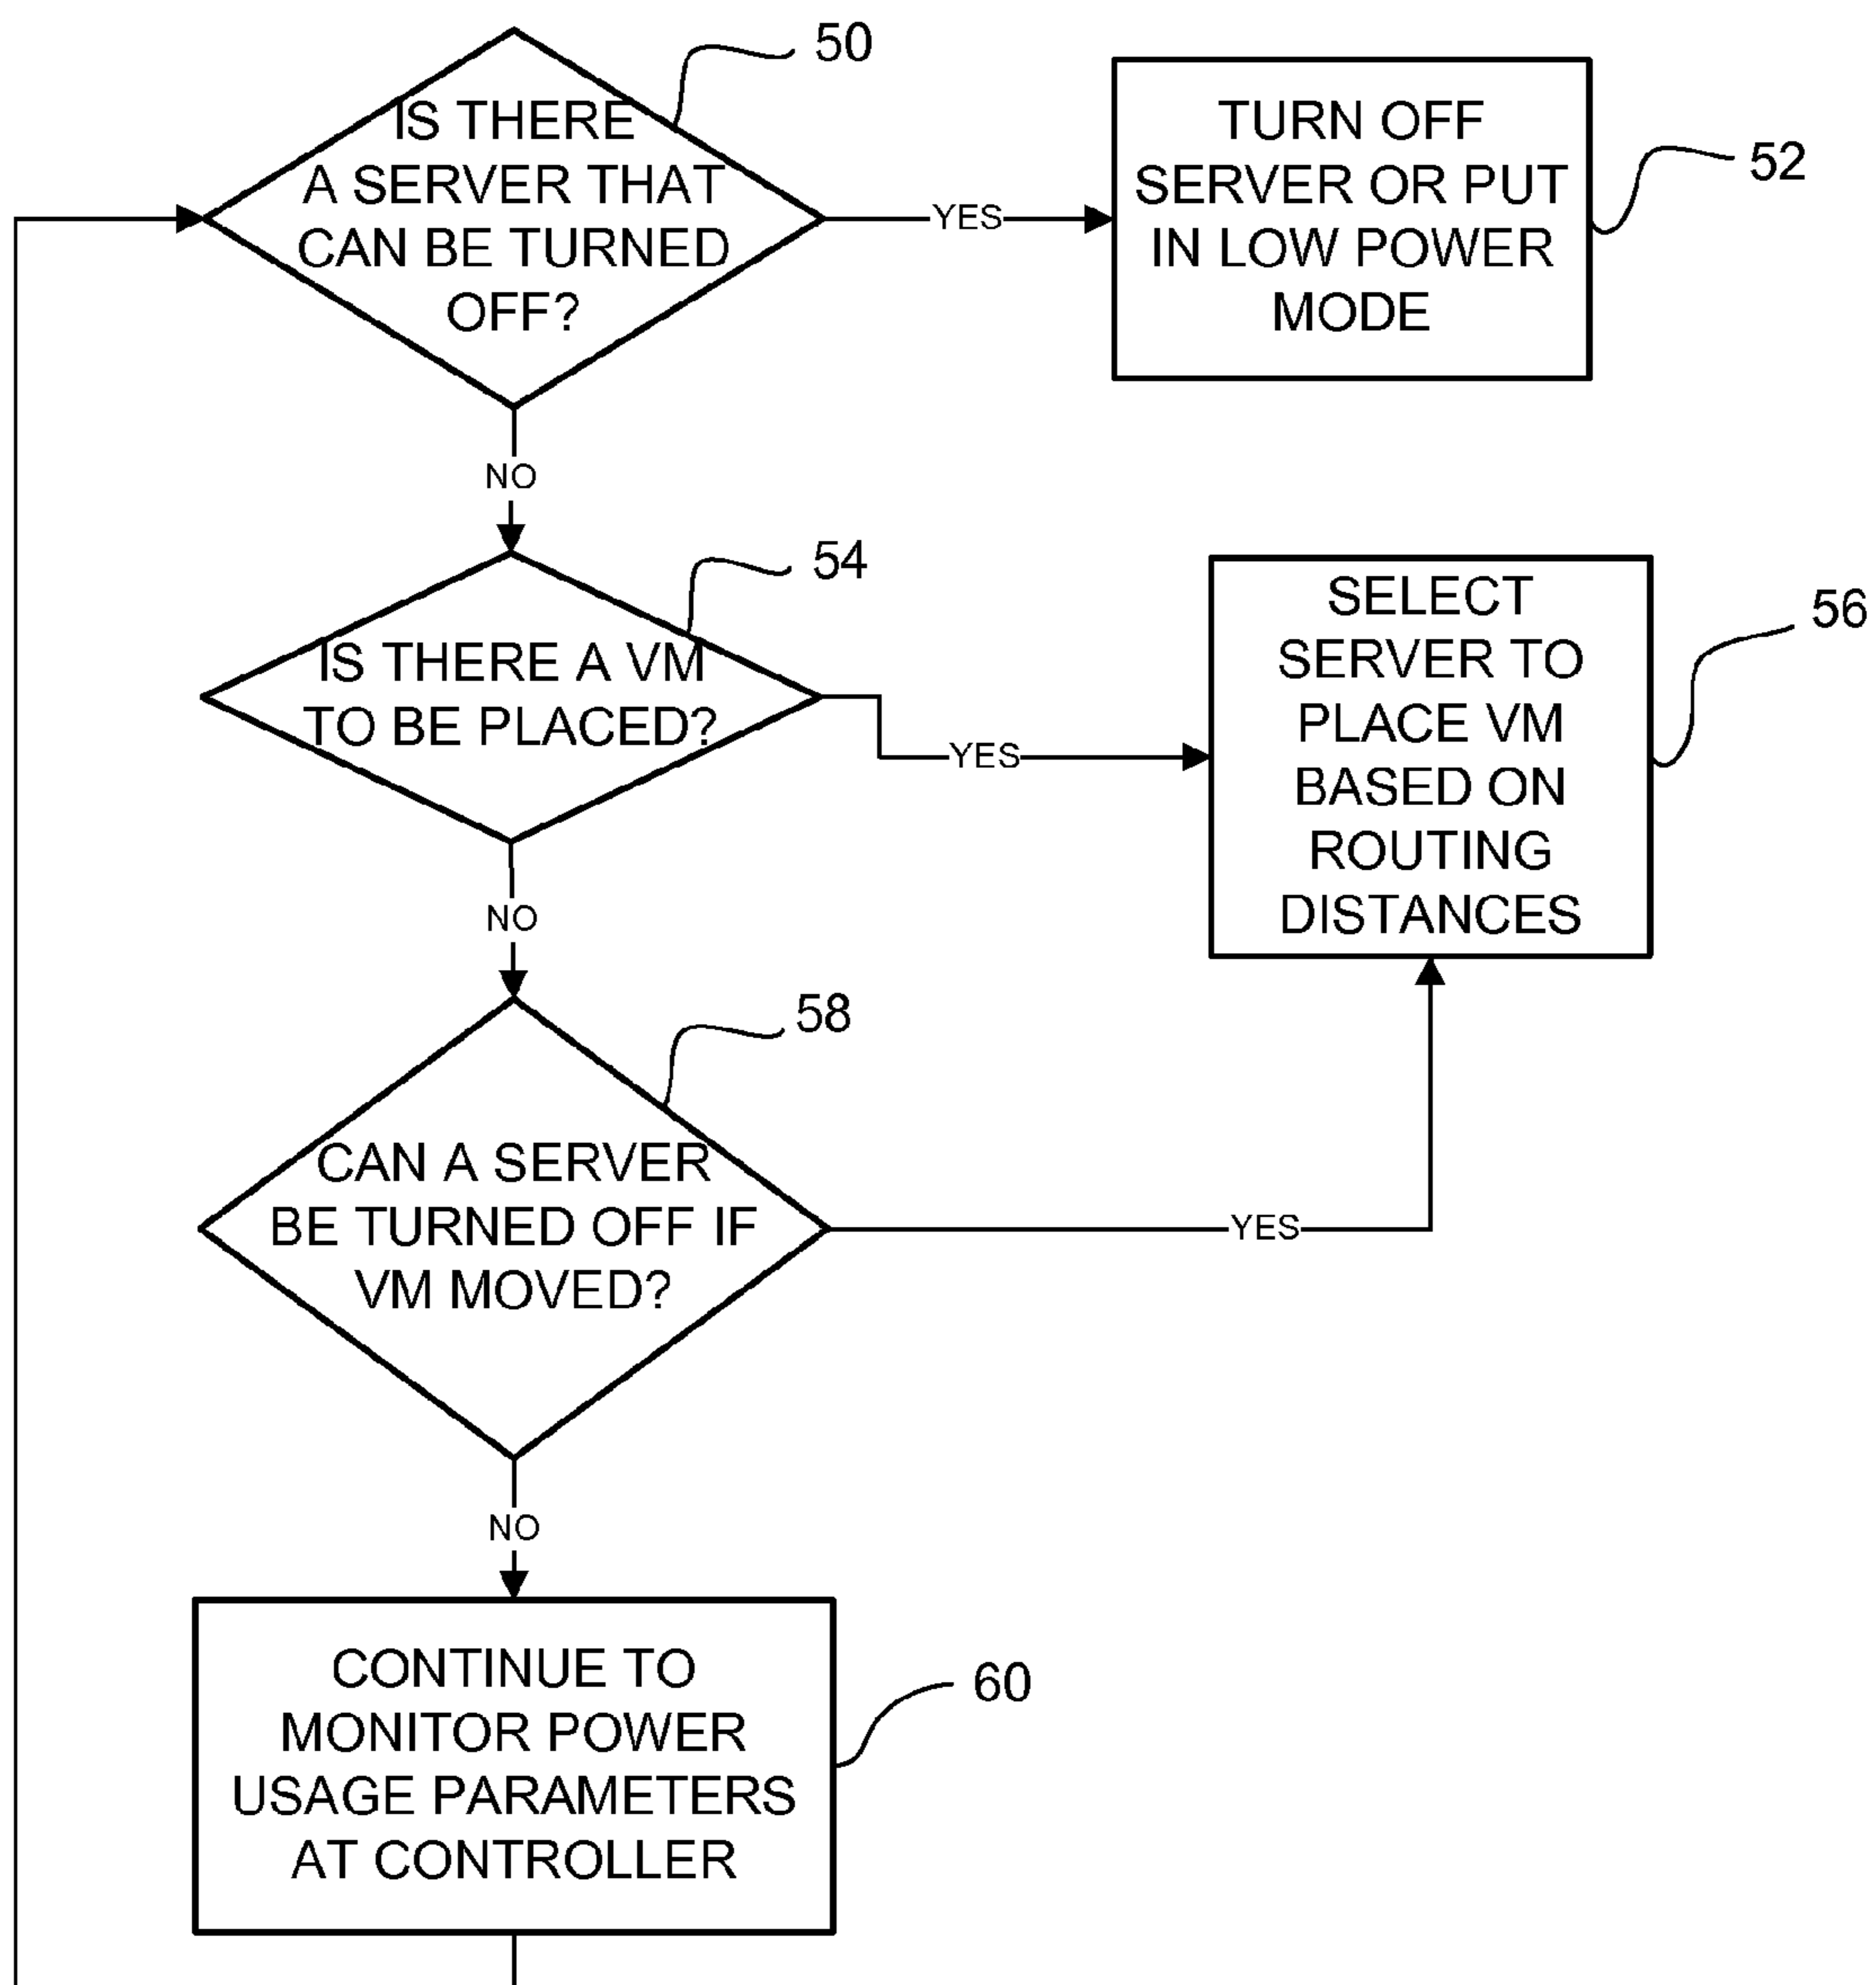 50
IS THERE
A SERVER THAT
CAN BE TURNED
OFF?
YES
TURN OFF
SERVER OR PUT
IN LOW POWER
MODE
52
NO
54
IS THERE A VM
TO BE PLACED?
YES
SELECT
SERVER TO
PLACE VM
BASED ON
ROUTING
DISTANCES
56
NO
58
CAN A SERVER
BE TURNED OFF IF
VM MOVED?
YES
NO
CONTINUE TO
MONITOR POWER
USAGE PARAMETERS
AT CONTROLLER
60